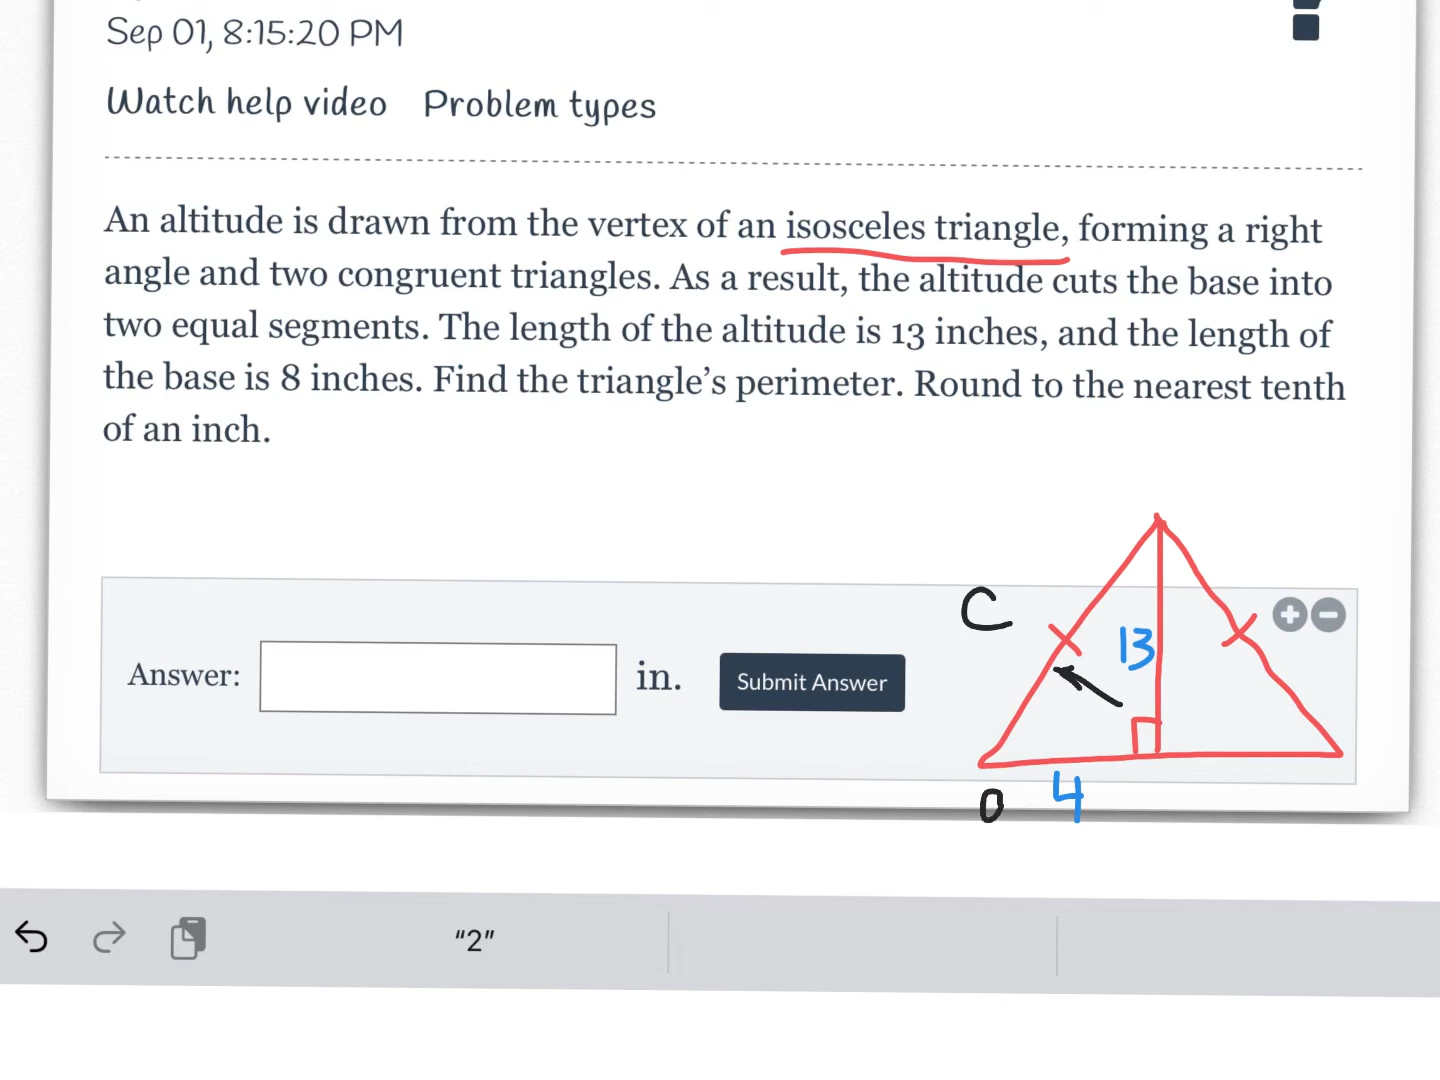 Sep 01, 8:15:20 PM
Watch help video Problem types
An altitude is drawn from the vertex of an isosceles triangle, forming a right
angle and two congruent triangles. As a result, the altitude cuts the base into
two equal segments. The length of the altitude is 13 inches, and the length of
the base is 8 inches. Find the triangle’s perimeter. Round to the nearest tenth
of an inch.
C
13
Answer: in. Submit Answer
0 4
“2”